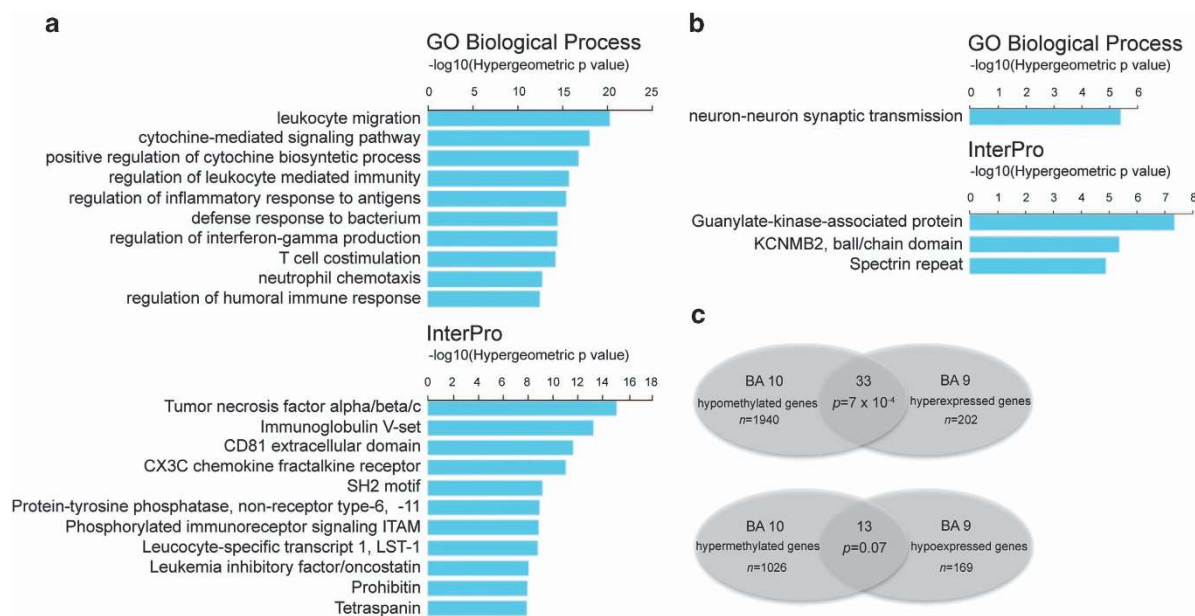 a
GO Biological Process
-log10(Hypergeometric p value)
0 5 10 15 20 25
leukocyte migration
cytochine-mediated signaling pathway
positive regulation of cytochine biosyntetic process
regulation of leukocyte mediated immunity
regulation of inflammatory response to antigens
defense response to bacterium
regulation of interferon-gamma production
T cell costimulation
neutrophil chemotaxis
regulation of humoral immune response
InterPro
-log10(Hypergeometric p value)
0 2 4 6 8 10 12 14 16 18
Tumor necrosis factor alpha/beta/c
Immunoglobulin V-set
CD81 extracellular domain
CX3C chemokine fractalkine receptor
SH2 motif
Protein-tyrosine phosphatase, non-receptor type-6, -11
Phosphorylated immunoreceptor signaling ITAM
Leucocyte-specific transcript 1, LST-1
Leukemia inhibitory factor/oncostatin
Prohibitin
Tetraspanin
b
GO Biological Process
-log10(Hypergeometric p value)
0 1 2 3 4 5 6
neuron-neuron synaptic transmission
InterPro
-log10(Hypergeometric p value)
0 1 2 3 4 5 6 7 8
Guanylate-kinase-associated protein
KCNMB2, ball/chain domain
Spectrin repeat
c
BA 10
hypomethylated genes
n=1940
33
p=7 x 10⁻⁴
BA 9
hyperexpressed genes
n=202
BA 10
hypermethylated genes
n=1026
13
p=0.07
BA 9
hypoexpressed genes
n=169